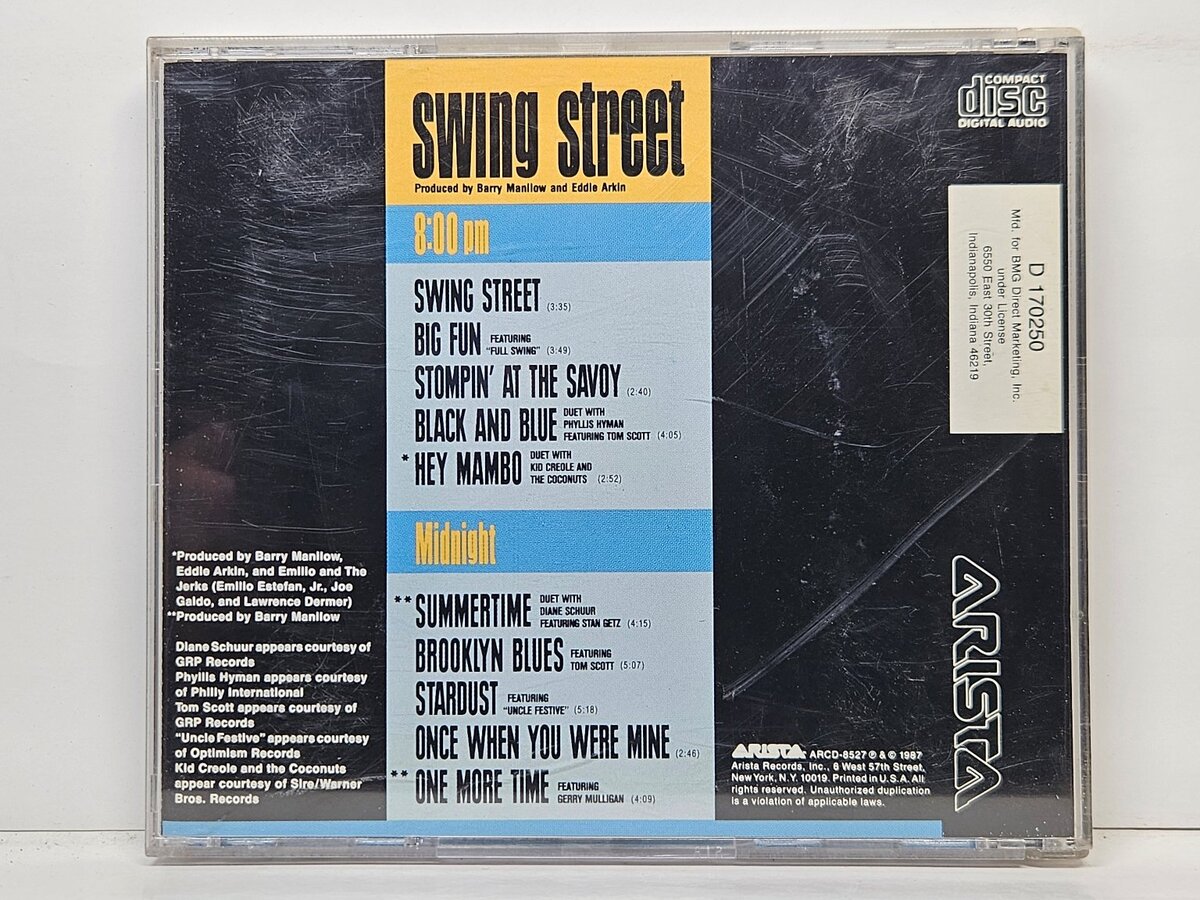 swing street
Produced by Barry Manilow and Eddie Arkin
8:00 pm
SWING STREET (3:35)
BIG FUN FEATURING
"FULL SWING" (3:49)
STOMPIN' AT THE SAVOY (2:40)
BLACK AND BLUE DUET WITH
PHYLLIS HYMAN
FEATURING TOM SCOTT (4:05)
* HEY MAMBO DUET WITH
KID CREOLE AND
THE COCONUTS (2:52)
Midnight
** SUMMERTIME DUET WITH
DIANE SCHUUR
FEATURING STAN GETZ (4:15)
BROOKLYN BLUES FEATURING
TOM SCOTT (5:07)
STARDUST FEATURING
"UNCLE FESTIVE" (5:18)
ONCE WHEN YOU WERE MINE (2:46)
** ONE MORE TIME FEATURING
GERRY MULLIGAN (4:09)
*Produced by Barry Manilow,
Eddie Arkin, and Emilio and The
Jerks (Emilio Estefan, Jr., Joe
Galdo, and Lawrence Dermer)
**Produced by Barry Manilow
Diane Schuur appears courtesy of
GRP Records
Phyllis Hyman appears courtesy
of Philly International
Tom Scott appears courtesy of
GRP Records
"Uncle Festive" appears courtesy
of Optimism Records
Kid Creole and the Coconuts
appear courtesy of Sire/Warner
Bros. Records
COMPACT
disc
DIGITAL AUDIO
D 170250
Mfd. for BMG Direct Marketing, Inc.
under License
6550 East 30th Street,
Indianapolis, Indiana 46219
ARISTA
ARISTA ARCD-8527 ℗ & © 1987
Arista Records, Inc., 6 West 57th Street,
New York, N.Y. 10019. Printed in U.S.A. All
rights reserved. Unauthorized duplication
is a violation of applicable laws.